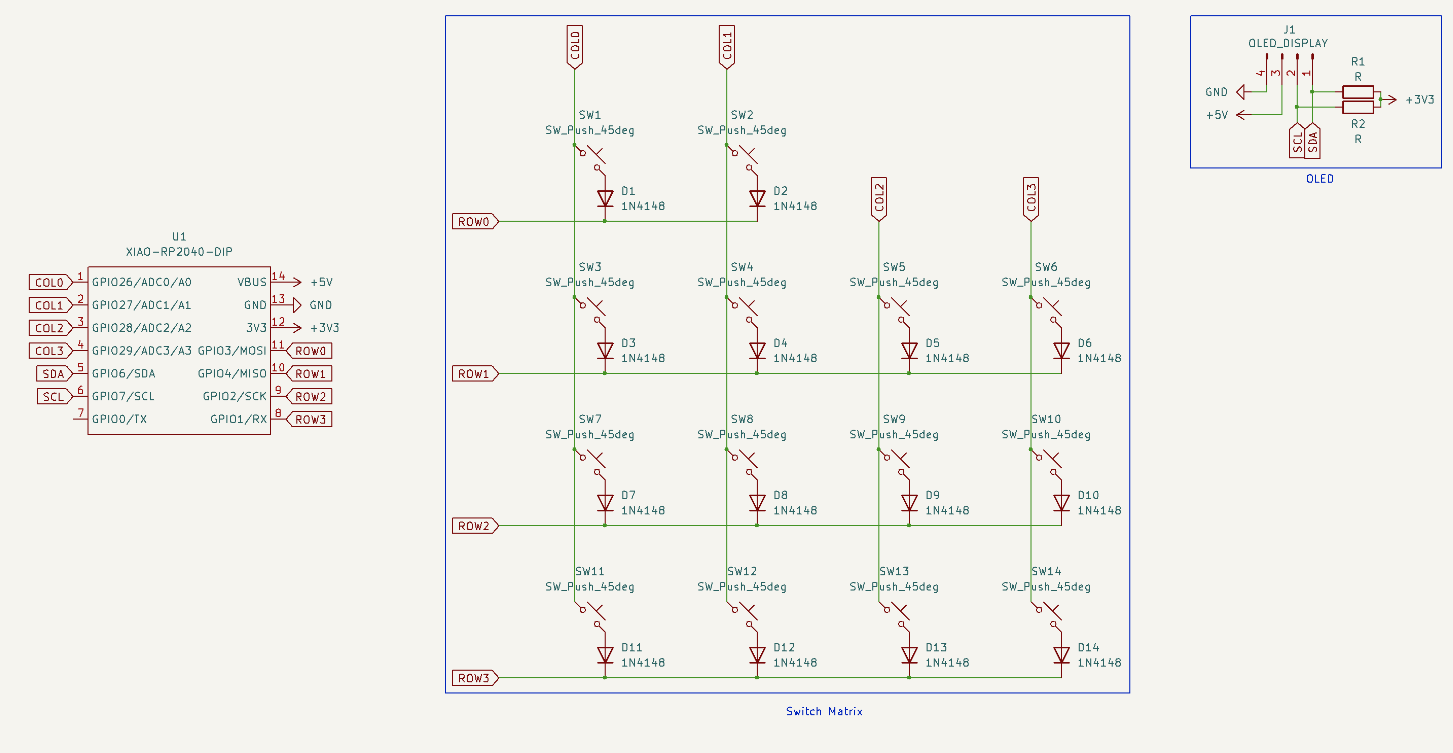 COL0
COL1
J1
OLED_DISPLAY
4
3
2
1
R1
R
GND
+5V
+3V3
R2
R
SCL
SDA
OLED
SW1
SW_Push_45deg
SW2
SW_Push_45deg
D1
1N4148
D2
1N4148
COL2
COL3
ROW0
U1
XIAO-RP2040-DIP
COL0 1 GPIO26/ADC0/A0 VBUS 14 +5V
COL1 2 GPIO27/ADC1/A1 GND 13 GND
COL2 3 GPIO28/ADC2/A2 3V3 12 +3V3
COL3 4 GPIO29/ADC3/A3 GPIO3/MOSI 11 ROW0
SDA 5 GPIO6/SDA GPIO4/MISO 10 ROW1
SCL 6 GPIO7/SCL GPIO2/SCK 9 ROW2
7 GPIO0/TX GPIO1/RX 8 ROW3
SW3
SW_Push_45deg
SW4
SW_Push_45deg
SW5
SW_Push_45deg
SW6
SW_Push_45deg
D3
1N4148
D4
1N4148
D5
1N4148
D6
1N4148
ROW1
SW7
SW_Push_45deg
SW8
SW_Push_45deg
SW9
SW_Push_45deg
SW10
SW_Push_45deg
D7
1N4148
D8
1N4148
D9
1N4148
D10
1N4148
ROW2
SW11
SW_Push_45deg
SW12
SW_Push_45deg
SW13
SW_Push_45deg
SW14
SW_Push_45deg
D11
1N4148
D12
1N4148
D13
1N4148
D14
1N4148
ROW3
Switch Matrix